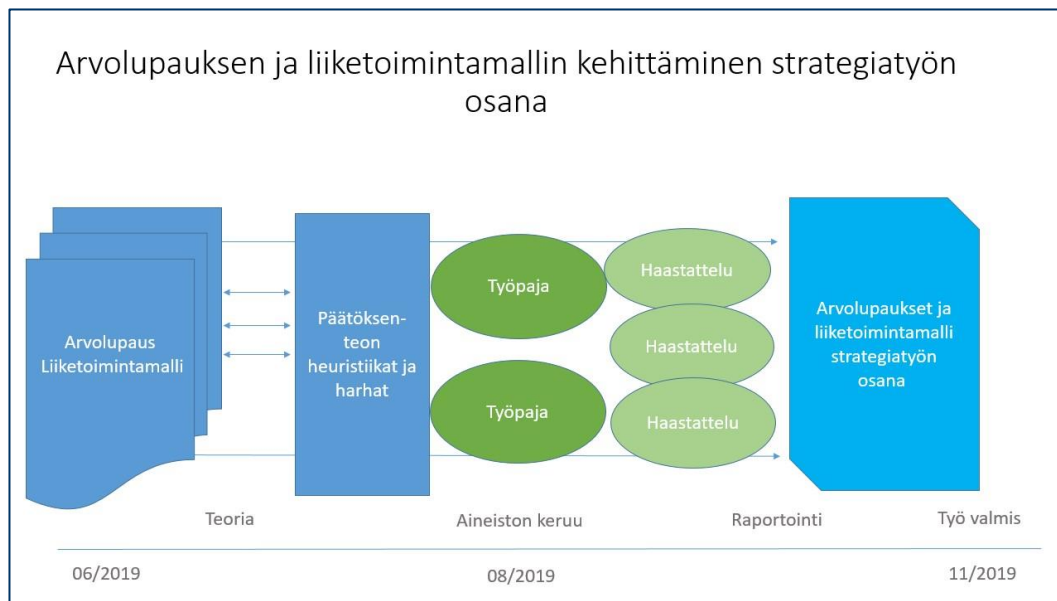 Arvolupauksen ja liiketoimintamallin kehittäminen strategiatyön
osana
Arvolupaus
Liiketoimintamalli
Päätöksen-
teon
heuristiikat ja
harhat
Työpaja
Työpaja
Haastattelu
Haastattelu
Haastattelu
Arvolupaukset ja
liiketoimintamalli
strategiatyön
osana
Teoria
Aineiston keruu
Raportointi
Työ valmis
06/2019
08/2019
11/2019